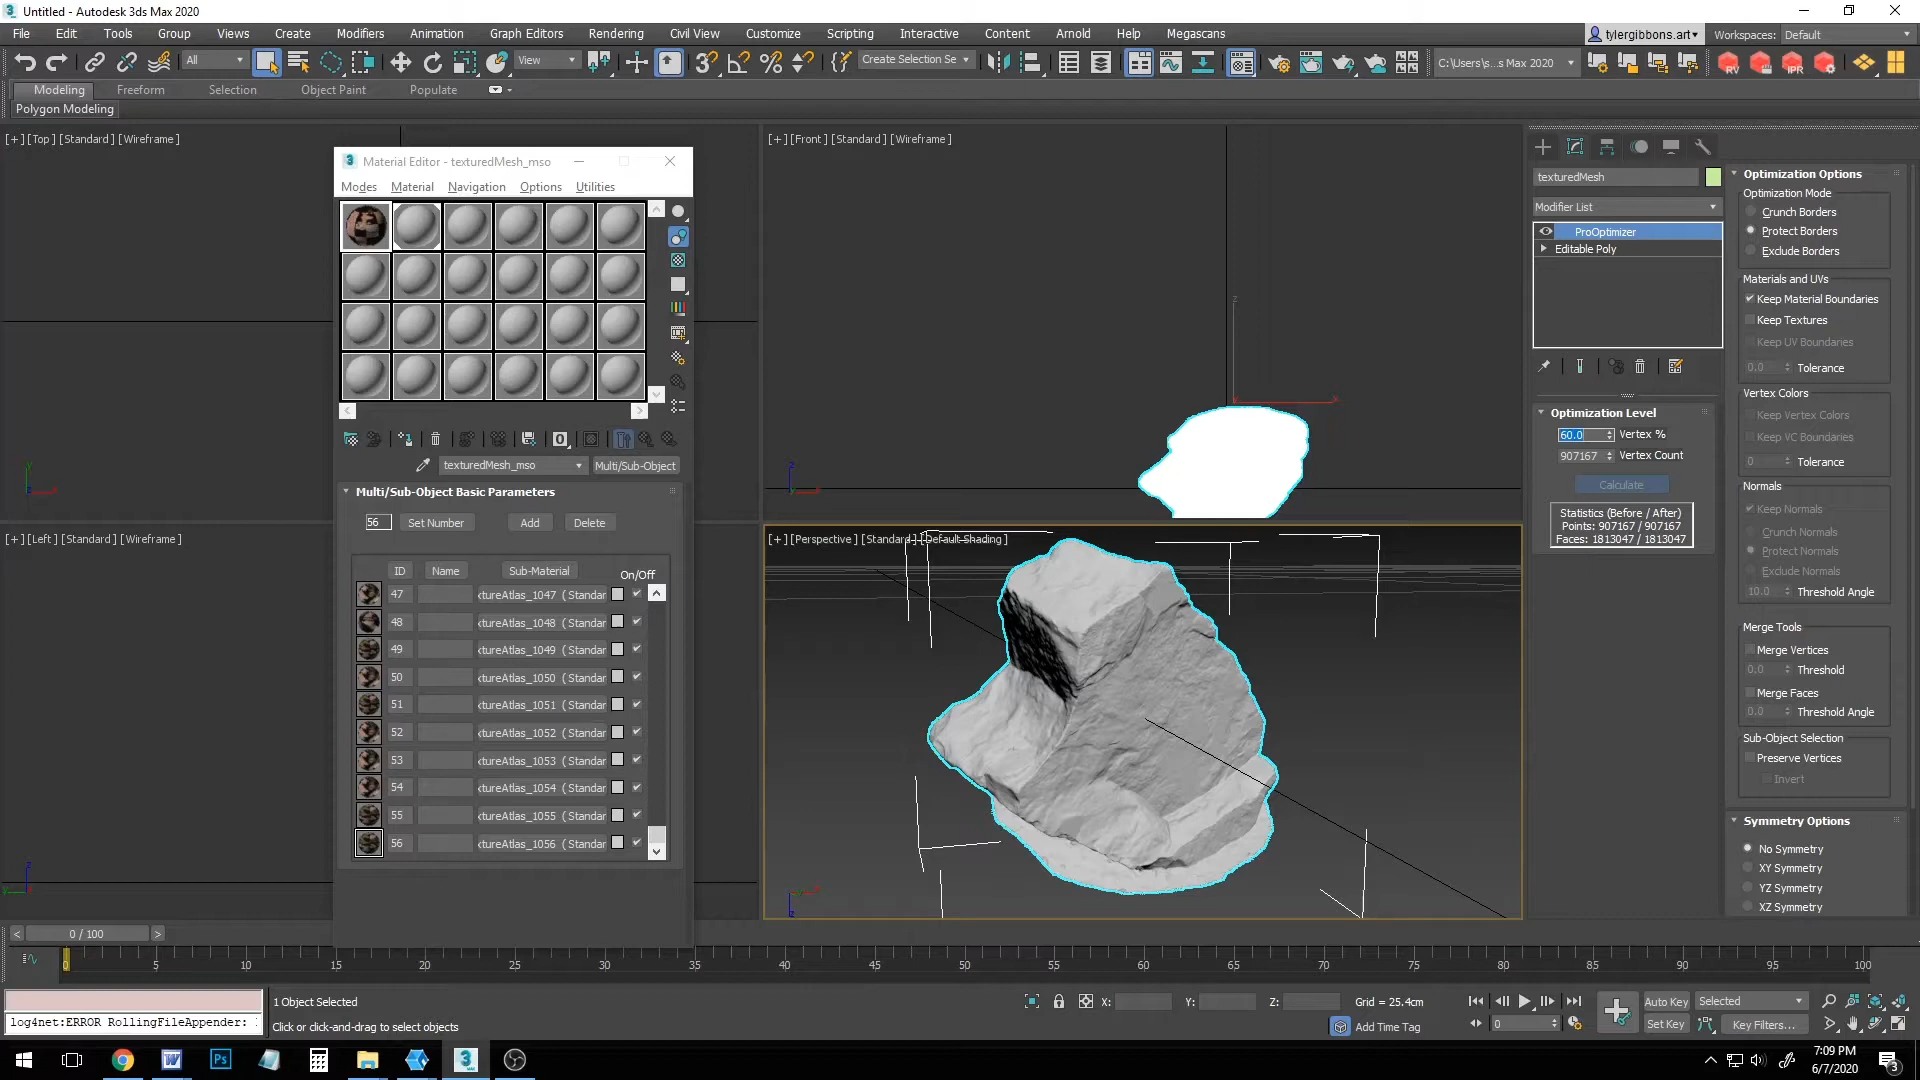 Untitled - Autodesk 3ds Max 2020
File Edit Tools Group Views Create Modifiers Animation Graph Editors Rendering Civil View Customize Scripting Interactive Content Arnold Help Megascans
tylergibbons.art Workspaces: Default
All View Create Selection Se C:\Users\s...s Max 2020
Modeling Freeform Selection Object Paint Populate
Polygon Modeling
[+] [Top] [Standard] [Wireframe]
[+] [Front] [Standard] [Wireframe]
[+] [Left] [Standard] [Wireframe]
[+] [Perspective] [Standard] [Default Shading]
Material Editor - texturedMesh_mso
Modes Material Navigation Options Utilities
texturedMesh_mso Multi/Sub-Object
Multi/Sub-Object Basic Parameters
56 Set Number Add Delete
ID Name Sub-Material On/Off
47 xtureAtlas_1047 (Standar
48 xtureAtlas_1048 (Standar
49 xtureAtlas_1049 (Standar
50 xtureAtlas_1050 (Standar
51 xtureAtlas_1051 (Standar
52 xtureAtlas_1052 (Standar
53 xtureAtlas_1053 (Standar
54 xtureAtlas_1054 (Standar
55 xtureAtlas_1055 (Standar
56 xtureAtlas_1056 (Standar
texturedMesh
Modifier List
ProOptimizer
Editable Poly
Optimization Level
60.0 Vertex %
907167 Vertex Count
Calculate
Statistics (Before / After)
Points: 907167 / 907167
Faces: 1813047 / 1813047
Optimization Options
Optimization Mode
Crunch Borders
Protect Borders
Exclude Borders
Materials and UVs
Keep Material Boundaries
Keep Textures
Keep UV Boundaries
0.0 Tolerance
Vertex Colors
Keep Vertex Colors
Keep VC Boundaries
0 Tolerance
Normals
Keep Normals
Crunch Normals
Protect Normals
Exclude Normals
10.0 Threshold Angle
Merge Tools
Merge Vertices
0.0 Threshold
Merge Faces
0.0 Threshold Angle
Sub-Object Selection
Preserve Vertices
Invert
Symmetry Options
No Symmetry
XY Symmetry
YZ Symmetry
XZ Symmetry
0 / 100
0 5 10 15 20 25 30 35 40 45 50 55 60 65 70 75 80 85 90 95 100
1 Object Selected
Click or click-and-drag to select objects
log4net:ERROR RollingFileAppender:
X: Y: Z: Grid = 25.4cm
Add Time Tag
0
Auto Key Selected
Set Key Key Filters...
7:09 PM
6/7/2020
3